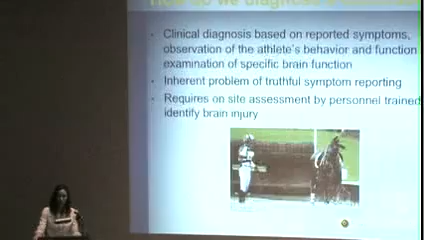 How do we diagnose
- Clinical diagnosis based on reported symptoms,
observation of the athlete's behavior and function
examination of specific brain function
- Inherent problem of truthful symptom reporting
- Requires on site assessment by personnel trained
identify brain injury